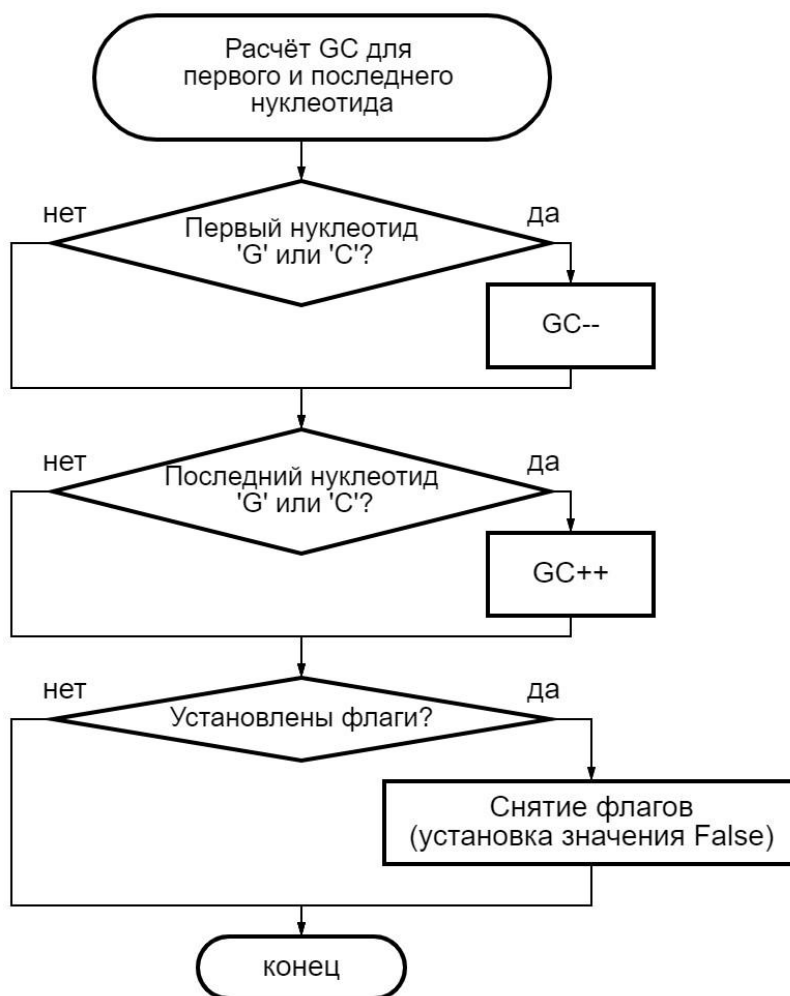 Расчёт GC для
первого и последнего
нуклеотида
нет
да
Первый нуклеотид
'G' или 'C'?
GC--
нет
да
Последний нуклеотид
'G' или 'C'?
GC++
нет
да
Установлены флаги?
Снятие флагов
(установка значения False)
конец